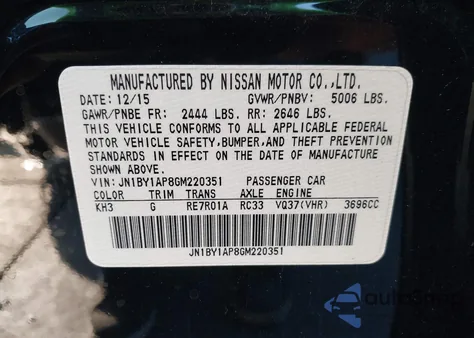 MANUFACTURED BY NISSAN MOTOR CO.,LTD.
DATE: 12/15 GVWR/PNBV: 5006 LBS.
GAWR/PNBE FR: 2444 LBS. RR: 2646 LBS.
THIS VEHICLE CONFORMS TO ALL APPLICABLE FEDERAL
MOTOR VEHICLE SAFETY,BUMPER,AND THEFT PREVENTION
STANDARDS IN EFFECT ON THE DATE OF MANUFACTURE
SHOWN ABOVE.
VIN: JN1BY1AP8GM220351 PASSENGER CAR
COLOR TRIM TRANS AXLE ENGINE
KH3 G RE7R01A RC33 VQ37(VHR) 3696CC
JN1BY1AP8GM220351